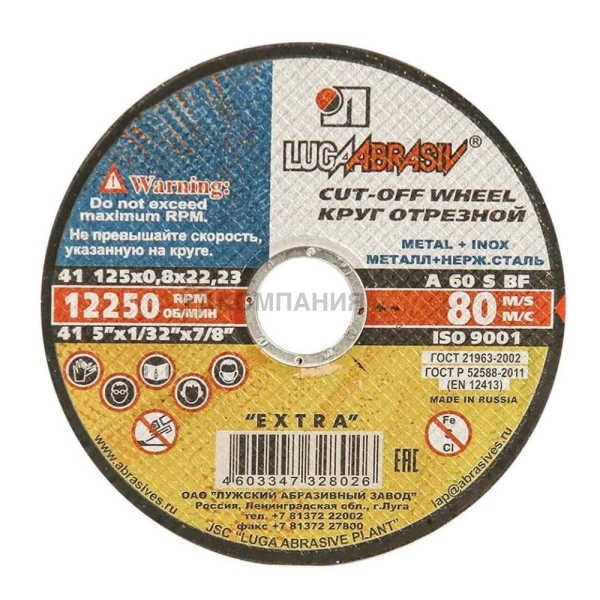 Л
LUGAABRASIV®
CUT-OFF WHEEL
КРУГ ОТРЕЗНОЙ
METAL + INOX
МЕТАЛЛ+НЕРЖ.СТАЛЬ
Warning:
Do not exceed
maximum RPM.
Не превышайте скорость,
указанную на круге.
41 125x0,8x22,23
A 60 S BF
12250 RPM ОБ/МИН
КОМПАНИЯ
80 M/S М/С
41 5"x1/32"x7/8"
ISO 9001
ГОСТ 21963-2002
ГОСТ Р 52588-2011
(EN 12413)
MADE IN RUSSIA
"EXTRA"
Fe
S
Cl
EAC
4603347328026
www.abrasives.ru
lap@abrasives.ru
ОАО "ЛУЖСКИЙ АБРАЗИВНЫЙ ЗАВОД"
Россия, Ленинградская обл., г.Луга
тел. +7 81372 22002
факс +7 81372 27800
JSC "LUGA ABRASIVE PLANT"